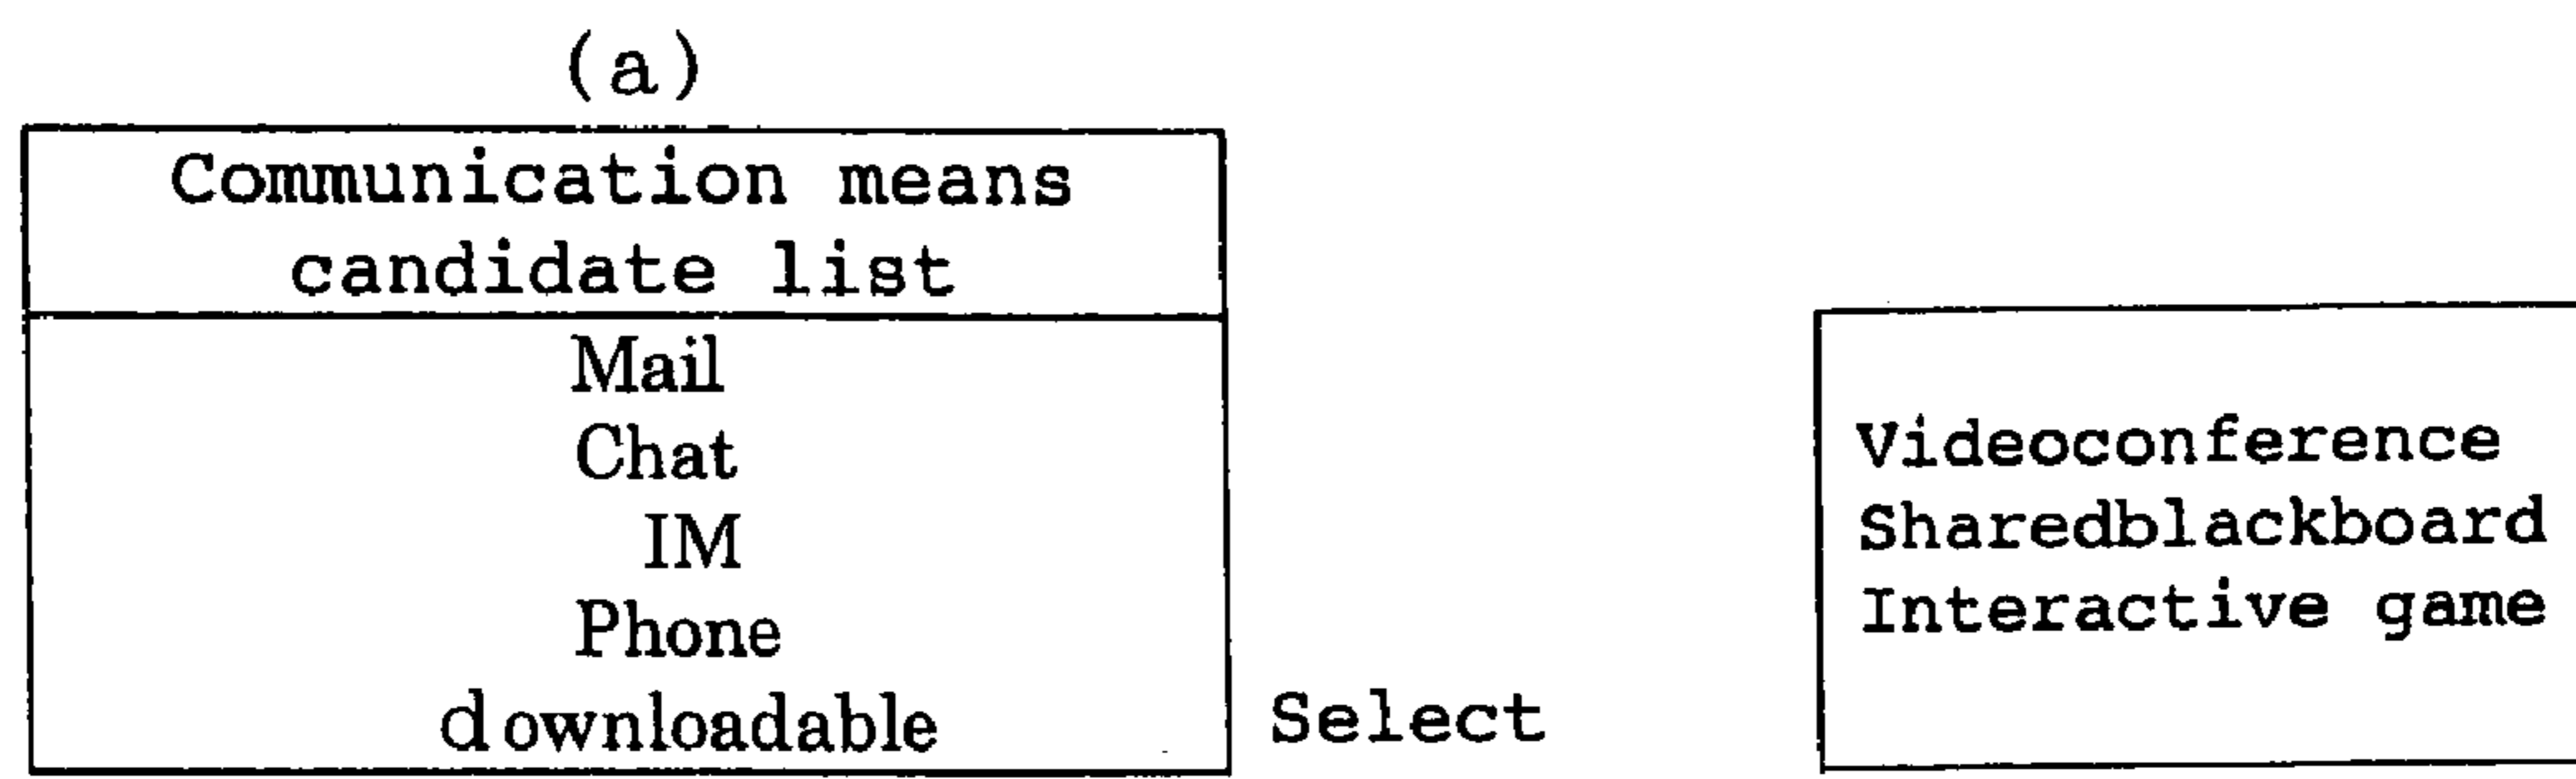 (a)
Communication means
candidate list
Mail
Chat
IM
Phone
downloadable
Select
Videoconference
Sharedblackboard
Interactive game